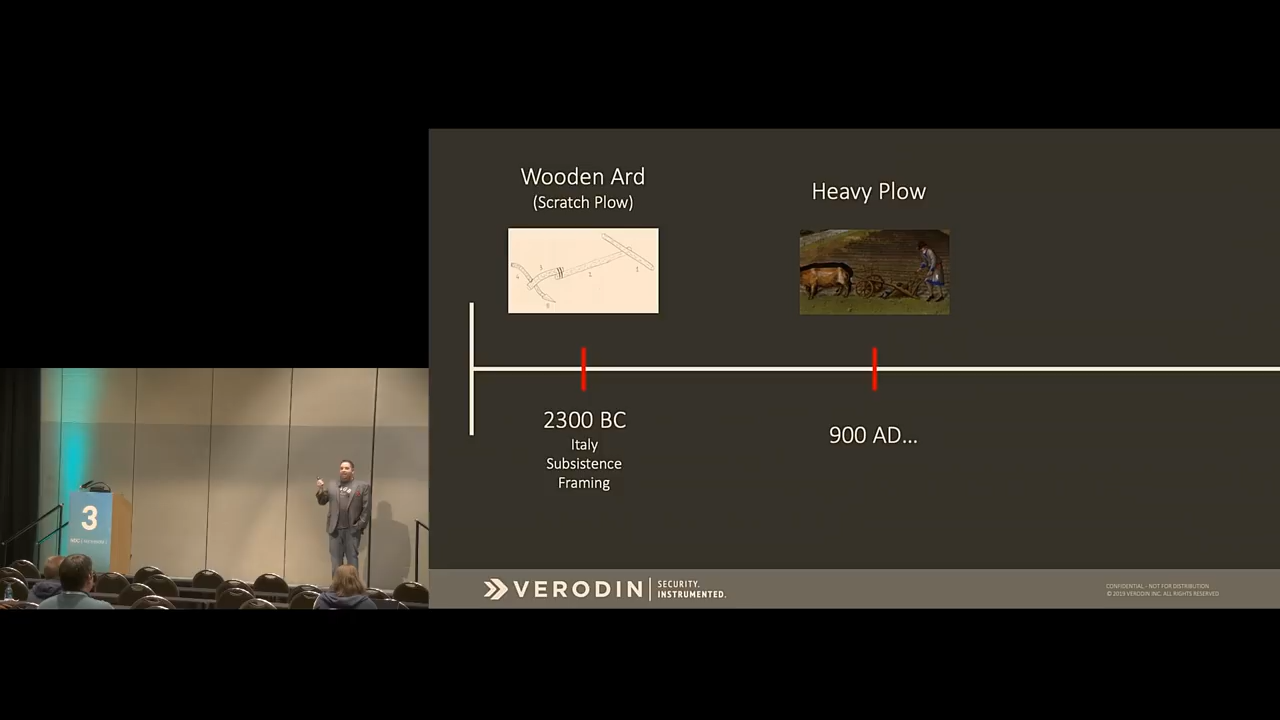 Wooden Ard
(Scratch Plow)
Heavy Plow
2300 BC
Italy
Subsistence
Framing
900 AD...
3
VERODIN
SECURITY.
INSTRUMENTED.
CONFIDENTIAL - NOT FOR DISTRIBUTION
© 2019 VERODIN INC. ALL RIGHTS RESERVED